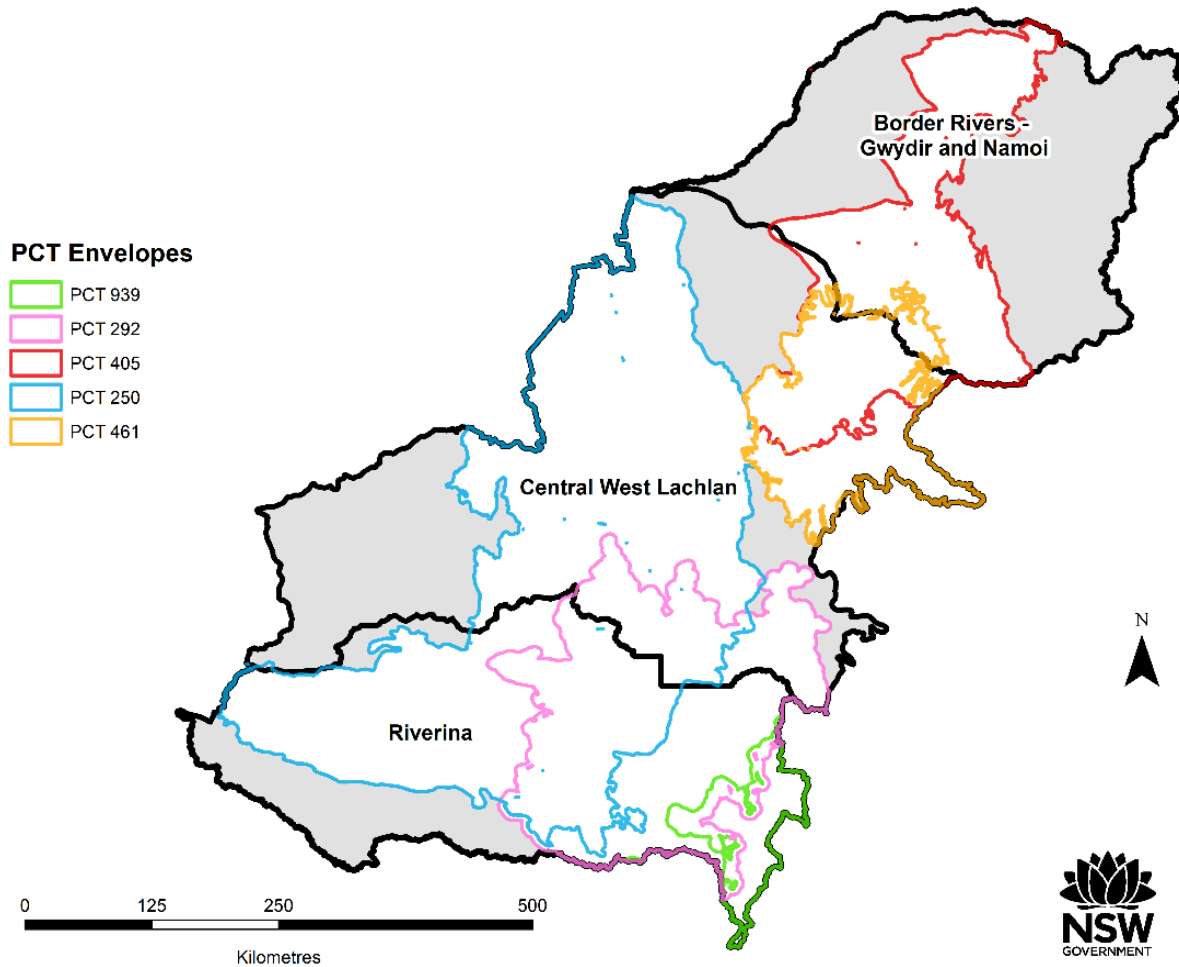 Border Rivers -
Gwydir and Namoi
PCT Envelopes
PCT 939
PCT 292
PCT 405
PCT 250
PCT 461
Central West Lachlan
Riverina
N
0 125 250 500
Kilometres
NSW
GOVERNMENT